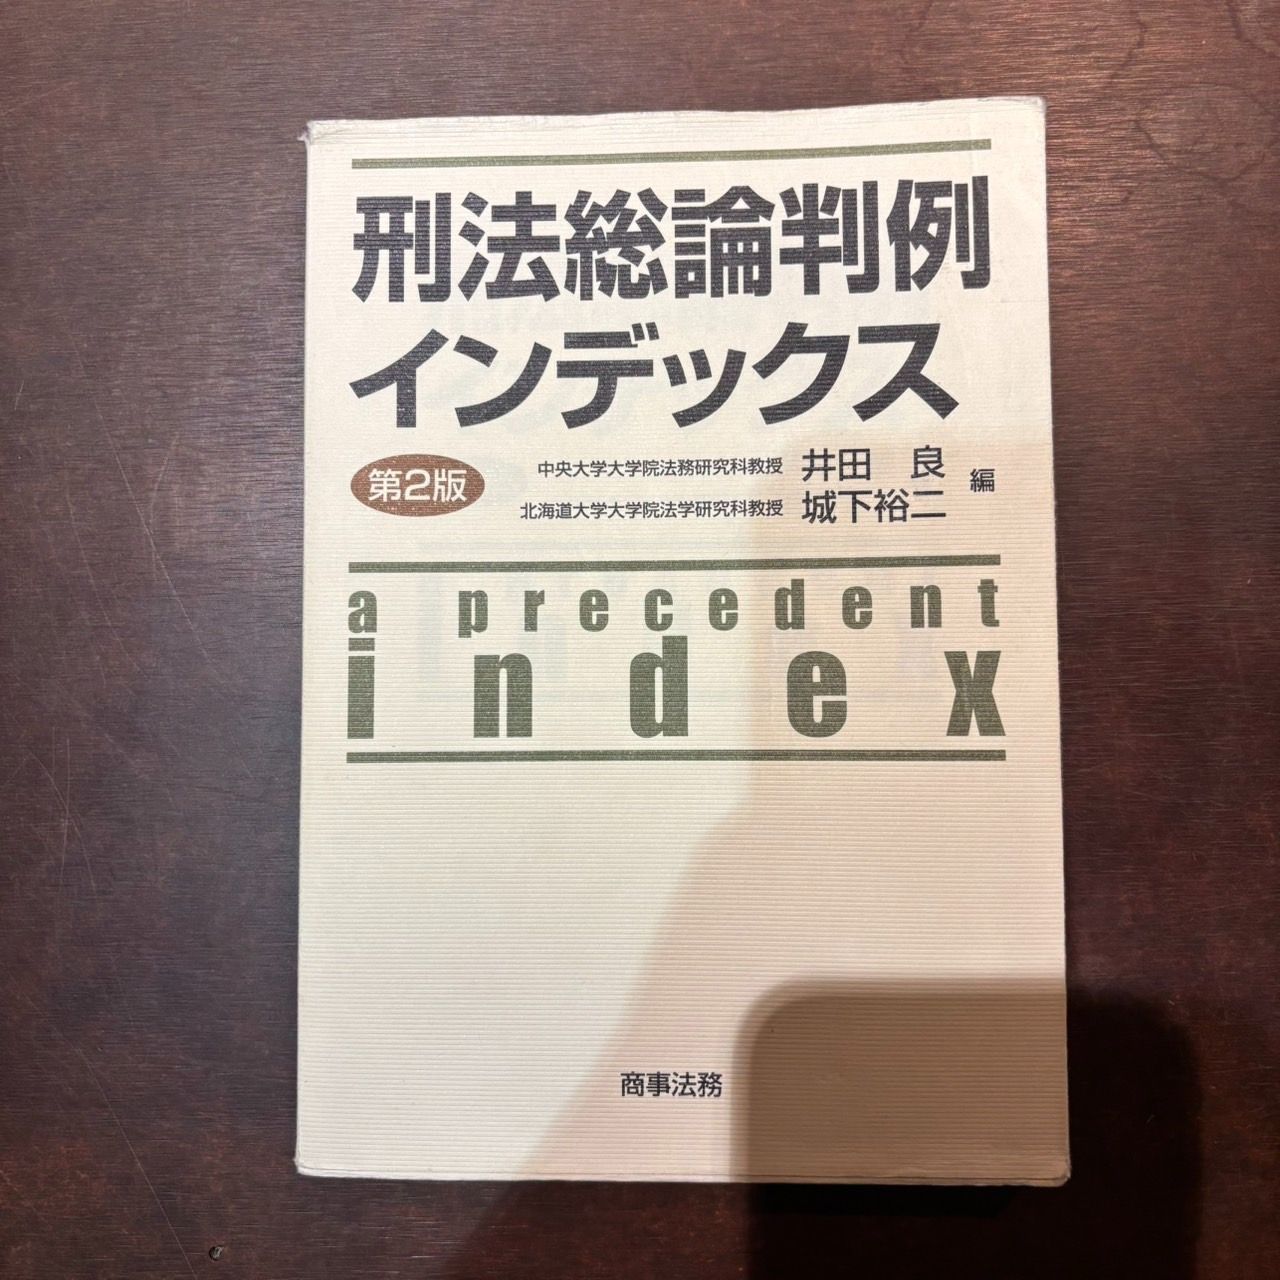 刑法総論判例
インデックス
第2版
中央大学大学院法務研究科教授 井田 良
北海道大学大学院法学研究科教授 城下裕二
編
a precedent
index
商事法務